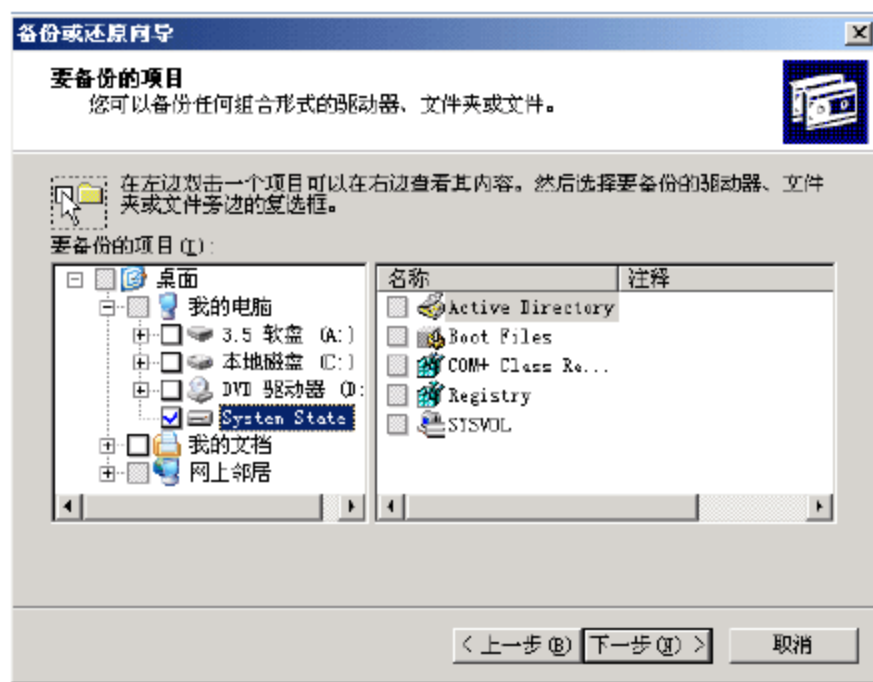 备份或还原向导
要备份的项目
您可以备份任何组合形式的驱动器、文件夹或文件。
在左边双击一个项目可以在右边查看其内容。然后选择要备份的驱动器、文件
夹或文件旁边的复选框。
要备份的项目(I):
桌面
我的电脑
3.5 软盘 (A:)
本地磁盘 (C:)
DVD 驱动器 (D:
System State
我的文档
网上邻居
名称 注释
Active Directory
Boot Files
COM+ Class Re...
Registry
SYSVOL
< 上一步(B) 下一步(N) > 取消